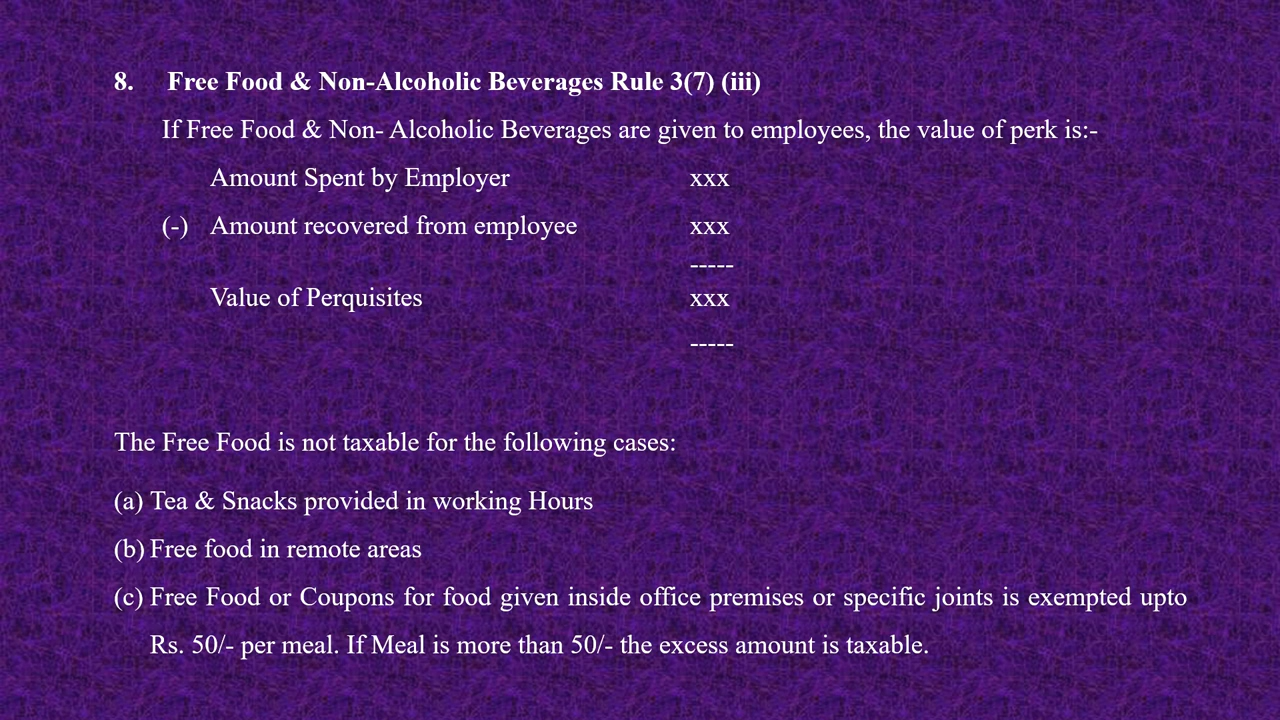 8. Free Food & Non-Alcoholic Beverages Rule 3(7) (iii)
If Free Food & Non- Alcoholic Beverages are given to employees, the value of perk is:-
Amount Spent by Employer xxx
(-) Amount recovered from employee xxx
-----
Value of Perquisites xxx
-----
The Free Food is not taxable for the following cases:
(a) Tea & Snacks provided in working Hours
(b) Free food in remote areas
(c) Free Food or Coupons for food given inside office premises or specific joints is exempted upto
Rs. 50/- per meal. If Meal is more than 50/- the excess amount is taxable.